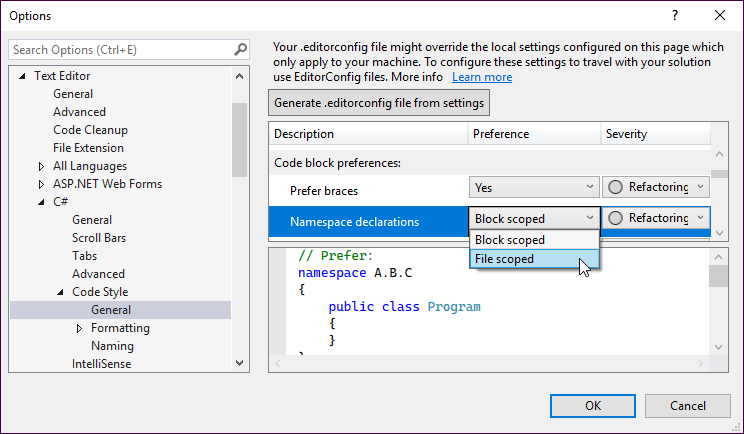 Options
Search Options (Ctrl+E)
Text Editor
General
Advanced
Code Cleanup
File Extension
All Languages
ASP.NET Web Forms
C#
General
Scroll Bars
Tabs
Advanced
Code Style
General
Formatting
Naming
IntelliSense
Your .editorconfig file might override the local settings configured on this page which
only apply to your machine. To configure these settings to travel with your solution
use EditorConfig files. More info Learn more
Generate .editorconfig file from settings
Description Preference Severity
Code block preferences:
Prefer braces Yes Refactoring
Namespace declarations Block scoped Refactoring
Block scoped
File scoped
// Prefer:
namespace A.B.C
{
public class Program
{
}
}
OK Cancel